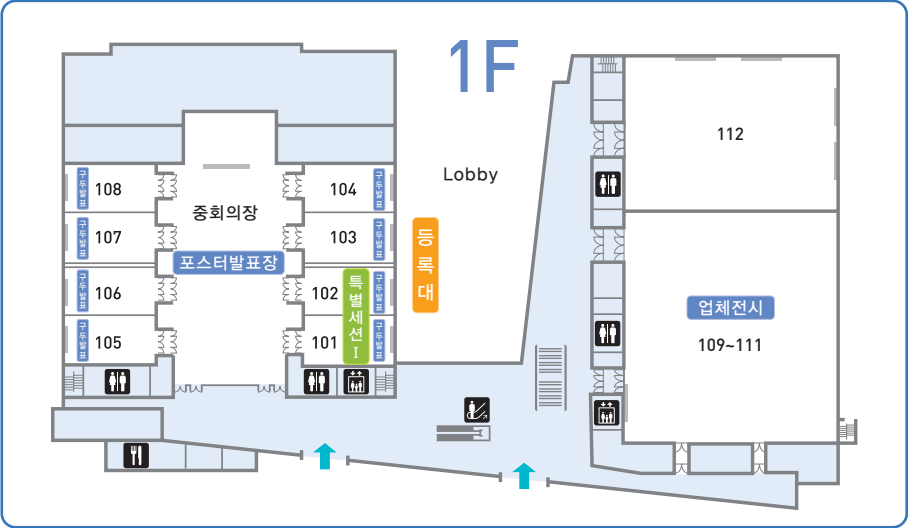 1F
112
Lobby
108
구두발표
104
구두발표
중회의장
107
구두발표
103
구두발표
등록대
포스터발표장
106
구두발표
102
구두발표
특별세션 I
105
구두발표
101
구두발표
업체전시
109~111